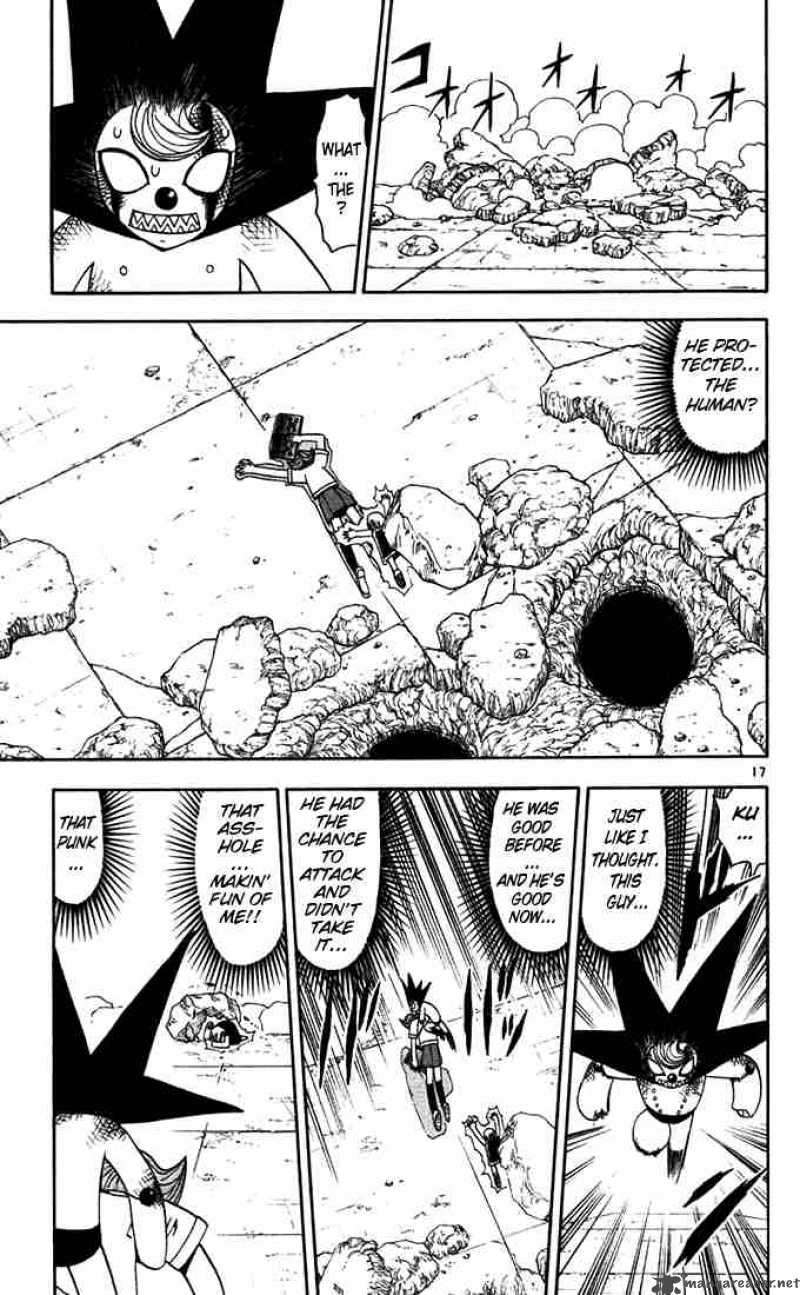 コオオオオオ
WHAT
...
THE
?
HE PRO-
TECTED...
THE
HUMAN?
17
KU
...
JUST
LIKE I
THOUGHT.
THIS
GUY...
HE WAS
GOOD
BEFORE
...
AND HE'S
GOOD
NOW...
HE HAD
THE
CHANCE
TO
ATTACK
AND
DIDN'T
TAKE
IT...
THAT
ASS-
HOLE
...
MAKIN'
FUN OF
ME!!
THAT
PUNK
...
mangareader.net